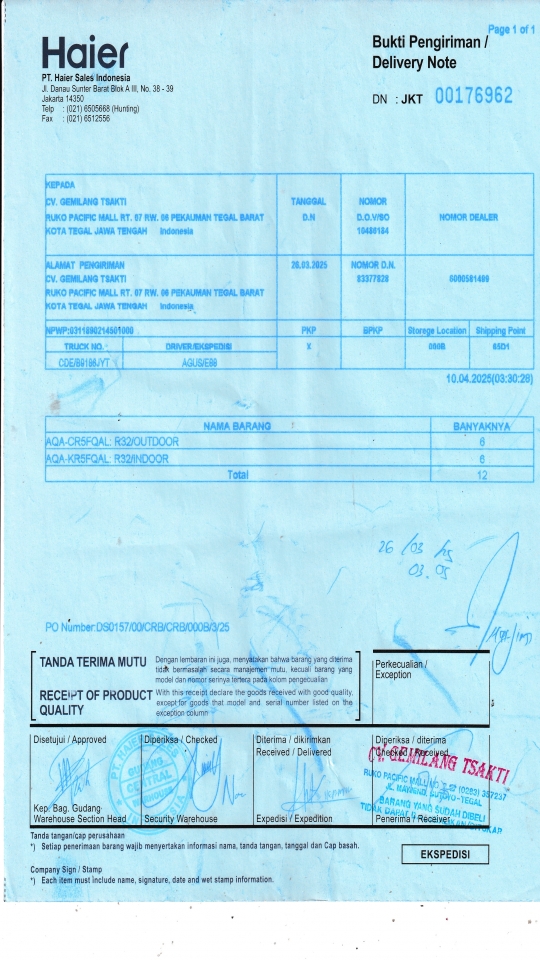 Page 1 of 1
Haier
Bukti Pengiriman /
Delivery Note
PT. Haier Sales Indonesia
Jl. Danau Sunter Barat Blok A III, No. 38 - 39
Jakarta 14350
Telp : (021) 6505668 (Hunting)
Fax : (021) 6512556
DN : JKT 00176962
KEPADA
CV. GEMILANG TSAKTI
RUKO PACIFIC MALL RT. 07 RW. 06 PEKAUMAN TEGAL BARAT
KOTA TEGAL JAWA TENGAH Indonesia
TANGGAL
D.N
NOMOR
D.O.V/SO
NOMOR DEALER
ALAMAT PENGIRIMAN
CV. GEMILANG TSAKTI
RUKO PACIFIC MALL RT. 07 RW. 06 PEKAUMAN TEGAL BARAT
KOTA TEGAL JAWA TENGAH Indonesia
26.03.2025
NOMOR D.N.
PKP
BPKP
Storege Location
Shipping Point
TRUCK NO.
DRIVER/EKSPEDISI
X
CDE/B9196JYT
10.04.2025(03:30:26)
NAMA BARANG BANYAKNYA
AQA-CR5FQAL: R32/OUTDOOR 6
AQA-KR5FQAL: R32/INDOOR 6
Total 12
26/03
03.05
PO Number:DS0157/00/CRB/CRB/000B/3/25
TANDA TERIMA MUTU
Dengan lembaran ini juga, menyatakan bahwa barang yang diterima
tidak bermasalah secara manajemen mutu, kecuali barang yang
model dan nomor serinya tertera pada kolom pengecualian
RECEIPT OF PRODUCT
QUALITY
With this receipt declare the goods received with good quality,
except for goods that model and serial number listed on the
exception column
Perkecualian /
Exception
Disetujui / Approved
Diperiksa / Checked
Diterima / dikirimkan
Received / Delivered
Diperiksa / diterima
Checked / Received
CV. GEMILANG TSAKTI
RUKO PACIFIC MALL
(0283) 357237
BARANG YANG SUDAH DIBELI
CENTRAL
Kep. Bag. Gudang
Warehouse Section Head
Security Warehouse
Expedisi / Expedition
Penerima / Receiver
Tanda tangan/cap perusahaan
*) Setiap penerimaan barang wajib menyertakan informasi nama, tanda tangan, tanggal dan Cap basah.
EKSPEDISI
Company Sign / Stamp
*) Each item must include name, signature, date and wet stamp information.